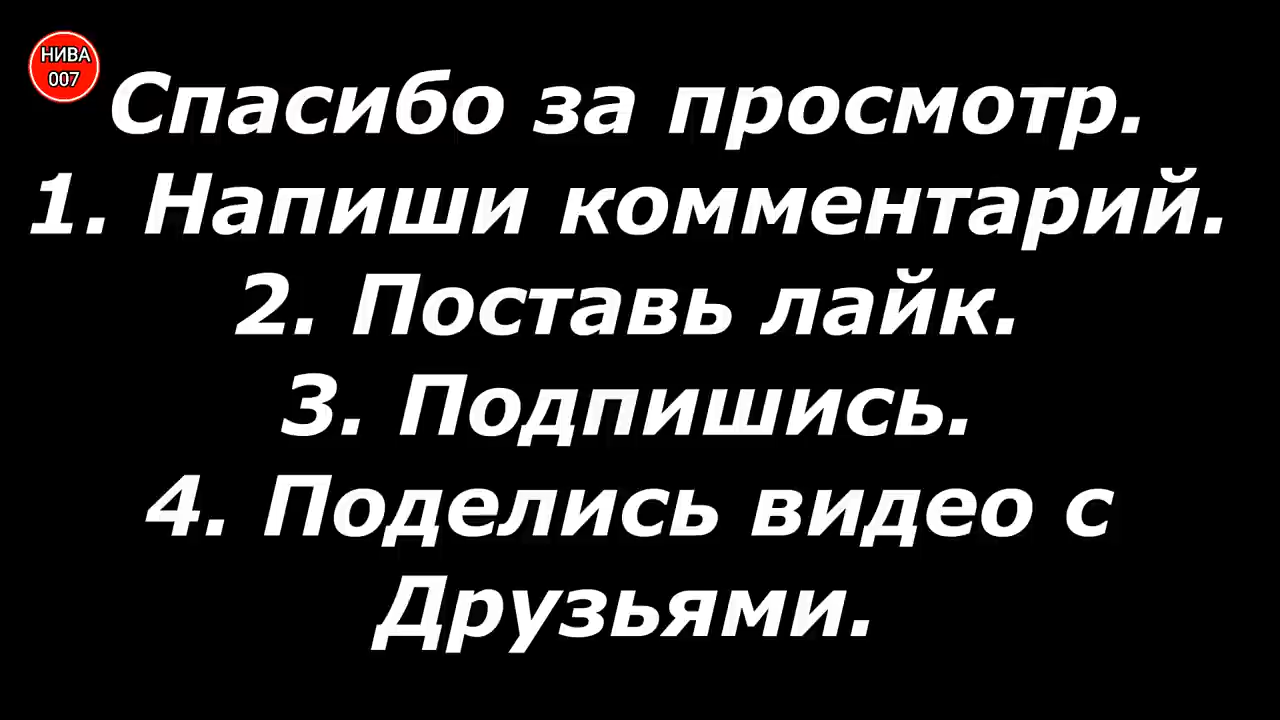 НИВА
007
Спасибо за просмотр.
1. Напиши комментарий.
2. Поставь лайк.
3. Подпишись.
4. Поделись видео с
Друзьями.